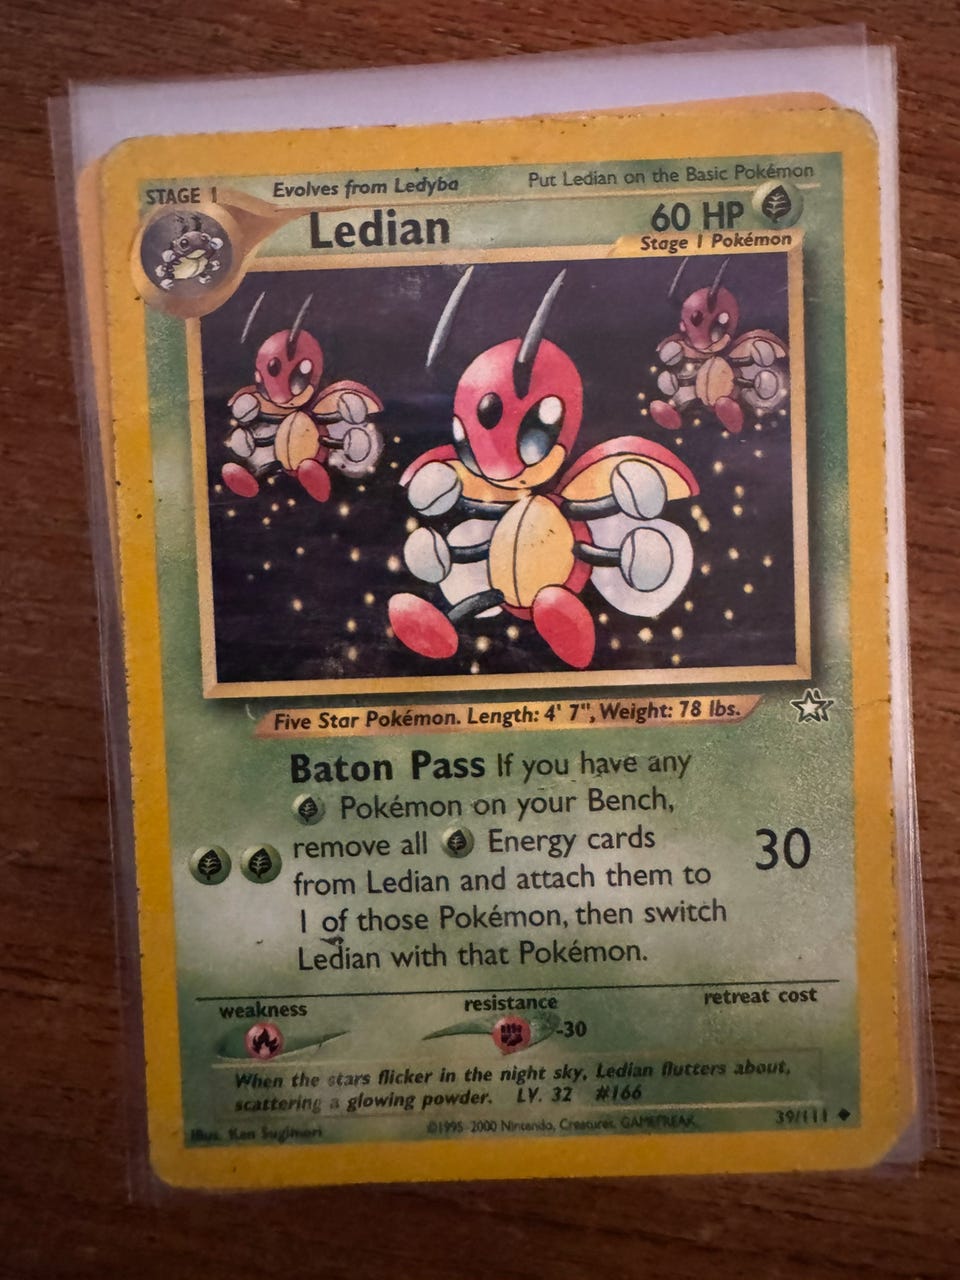 STAGE 1 Evolves from Ledyba Put Ledian on the Basic Pokémon
Ledian 60 HP
Stage 1 Pokémon
Five Star Pokémon. Length: 4' 7", Weight: 78 lbs.
Baton Pass If you have any
Pokémon on your Bench,
remove all Energy cards
from Ledian and attach them to
1 of those Pokémon, then switch
Ledian with that Pokémon.
30
weakness resistance retreat cost
-30
When the stars flicker in the night sky, Ledian flutters about,
scattering a glowing powder. LV. 32 #166
Illus. Ken Sugimori ©1995-2000 Nintendo, Creatures, GAMEFREAK. 39/111